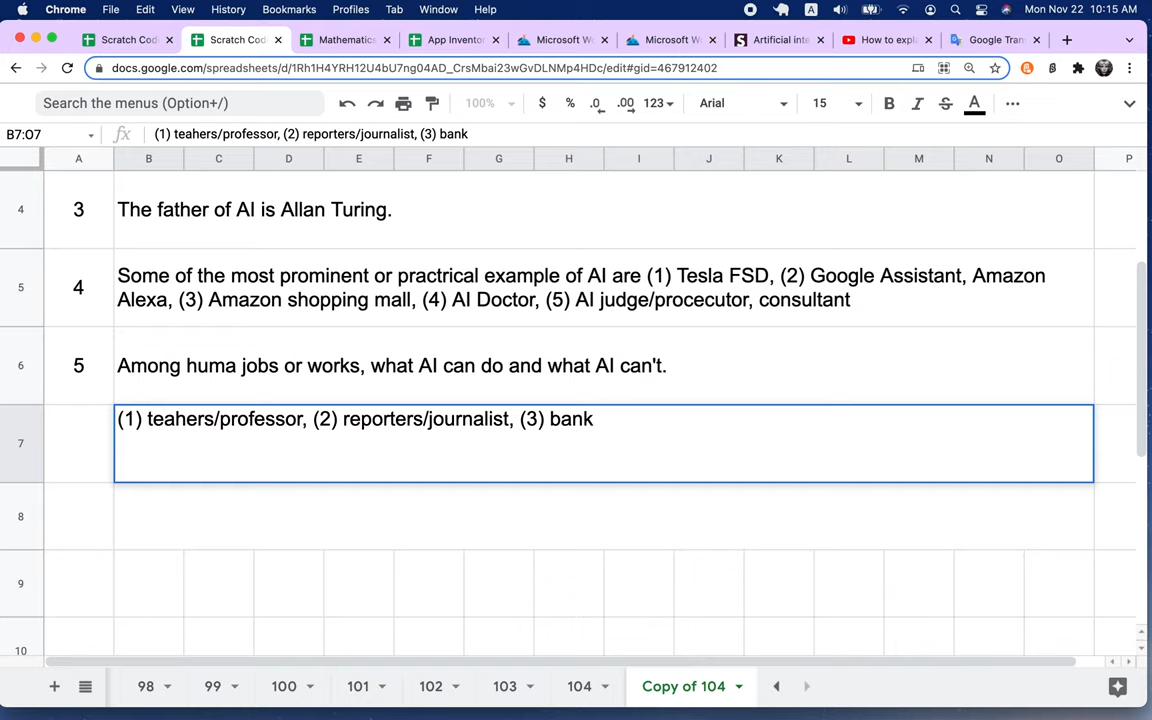 Chrome File Edit View History Bookmarks Profiles Tab Window Help A Mon Nov 22 10:15 AM
Scratch Cod Scratch Cod Mathematics App Inventor Microsoft W Microsoft W Artificial inte How to expla Google Tran
docs.google.com/spreadsheets/d/1Rh1H4YRH12U4bU7ng04AD_CrsMbai23wGvDLNMp4HDc/edit#gid=467912402
Search the menus (Option+/) 100% $ % .0 .00 123 Arial 15 B I S A
B7:O7 fx (1) teahers/professor, (2) reporters/journalist, (3) bank
A B C D E F G H I J K L M N O P
4 3 The father of AI is Allan Turing.
5 4 Some of the most prominent or practrical example of AI are (1) Tesla FSD, (2) Google Assistant, Amazon
Alexa, (3) Amazon shopping mall, (4) AI Doctor, (5) AI judge/procecutor, consultant
6 5 Among huma jobs or works, what AI can do and what AI can't.
7 (1) teahers/professor, (2) reporters/journalist, (3) bank
8
9
10
98 99 100 101 102 103 104 Copy of 104